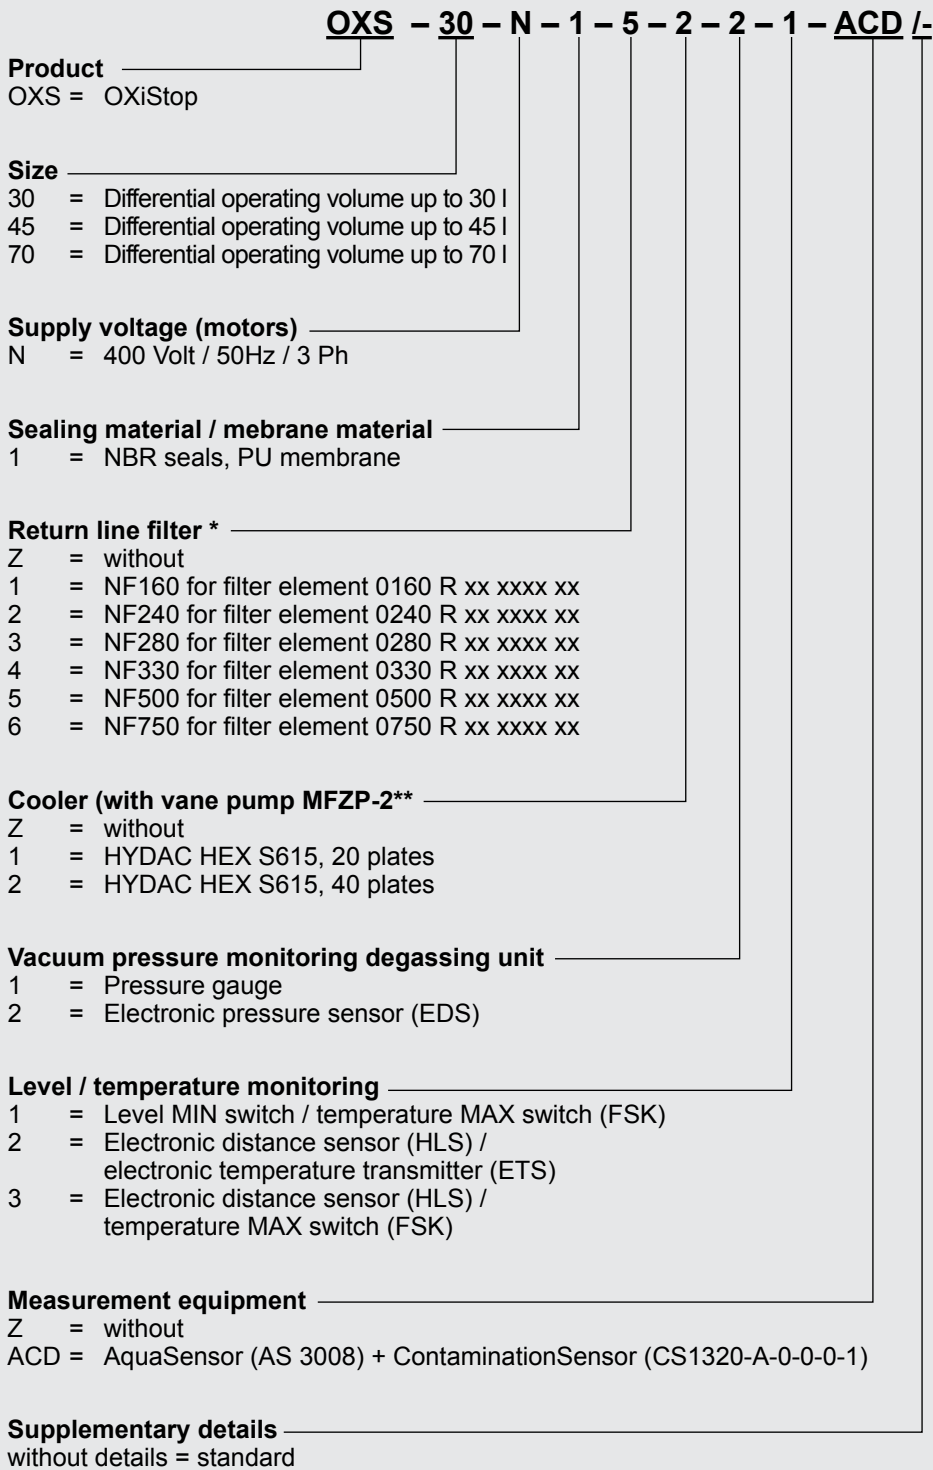 OXS – 30 – N – 1 – 5 – 2 – 2 – 1 – ACD /-
Product
OXS = OXiStop
Size
30 = Differential operating volume up to 30 l
45 = Differential operating volume up to 45 l
70 = Differential operating volume up to 70 l
Supply voltage (motors)
N = 400 Volt / 50Hz / 3 Ph
Sealing material / mebrane material
1 = NBR seals, PU membrane
Return line filter *
Z = without
1 = NF160 for filter element 0160 R xx xxxx xx
2 = NF240 for filter element 0240 R xx xxxx xx
3 = NF280 for filter element 0280 R xx xxxx xx
4 = NF330 for filter element 0330 R xx xxxx xx
5 = NF500 for filter element 0500 R xx xxxx xx
6 = NF750 for filter element 0750 R xx xxxx xx
Cooler (with vane pump MFZP-2**
Z = without
1 = HYDAC HEX S615, 20 plates
2 = HYDAC HEX S615, 40 plates
Vacuum pressure monitoring degassing unit
1 = Pressure gauge
2 = Electronic pressure sensor (EDS)
Level / temperature monitoring
1 = Level MIN switch / temperature MAX switch (FSK)
2 = Electronic distance sensor (HLS) /
electronic temperature transmitter (ETS)
3 = Electronic distance sensor (HLS) /
temperature MAX switch (FSK)
Measurement equipment
Z = without
ACD = AquaSensor (AS 3008) + ContaminationSensor (CS1320-A-0-0-0-1)
Supplementary details
without details = standard